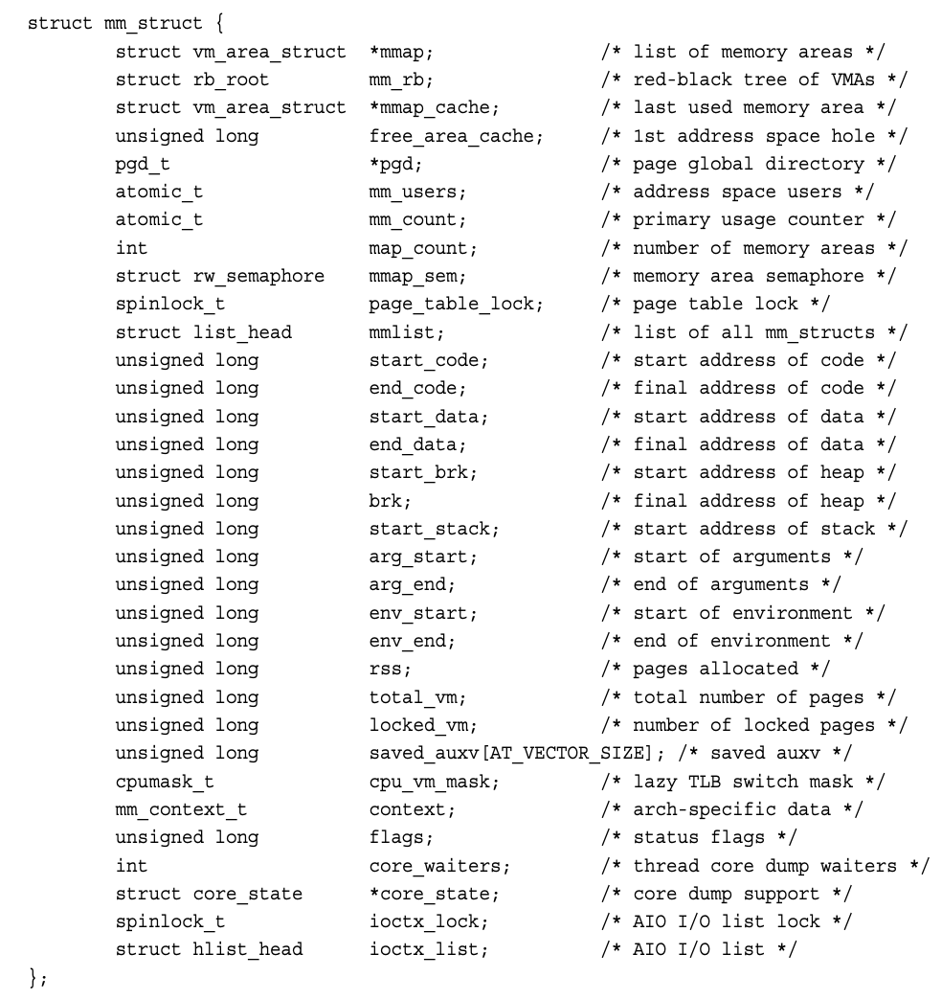 struct mm_struct {
        struct vm_area_struct  *mmap;               /* list of memory areas */
        struct rb_root         mm_rb;               /* red-black tree of VMAs */
        struct vm_area_struct  *mmap_cache;         /* last used memory area */
        unsigned long          free_area_cache;     /* 1st address space hole */
        pgd_t                  *pgd;                /* page global directory */
        atomic_t               mm_users;            /* address space users */
        atomic_t               mm_count;            /* primary usage counter */
        int                    map_count;           /* number of memory areas */
        struct rw_semaphore    mmap_sem;            /* memory area semaphore */
        spinlock_t             page_table_lock;     /* page table lock */
        struct list_head       mmlist;              /* list of all mm_structs */
        unsigned long          start_code;          /* start address of code */
        unsigned long          end_code;            /* final address of code */
        unsigned long          start_data;          /* start address of data */
        unsigned long          end_data;            /* final address of data */
        unsigned long          start_brk;           /* start address of heap */
        unsigned long          brk;                 /* final address of heap */
        unsigned long          start_stack;         /* start address of stack */
        unsigned long          arg_start;           /* start of arguments */
        unsigned long          arg_end;             /* end of arguments */
        unsigned long          env_start;           /* start of environment */
        unsigned long          env_end;             /* end of environment */
        unsigned long          rss;                 /* pages allocated */
        unsigned long          total_vm;            /* total number of pages */
        unsigned long          locked_vm;           /* number of locked pages */
        unsigned long          saved_auxv[AT_VECTOR_SIZE]; /* saved auxv */
        cpumask_t              cpu_vm_mask;         /* lazy TLB switch mask */
        mm_context_t           context;             /* arch-specific data */
        unsigned long          flags;               /* status flags */
        int                    core_waiters;        /* thread core dump waiters */
        struct core_state      *core_state;         /* core dump support */
        spinlock_t             ioctx_lock;          /* AIO I/O list lock */
        struct hlist_head      ioctx_list;          /* AIO I/O list */
};